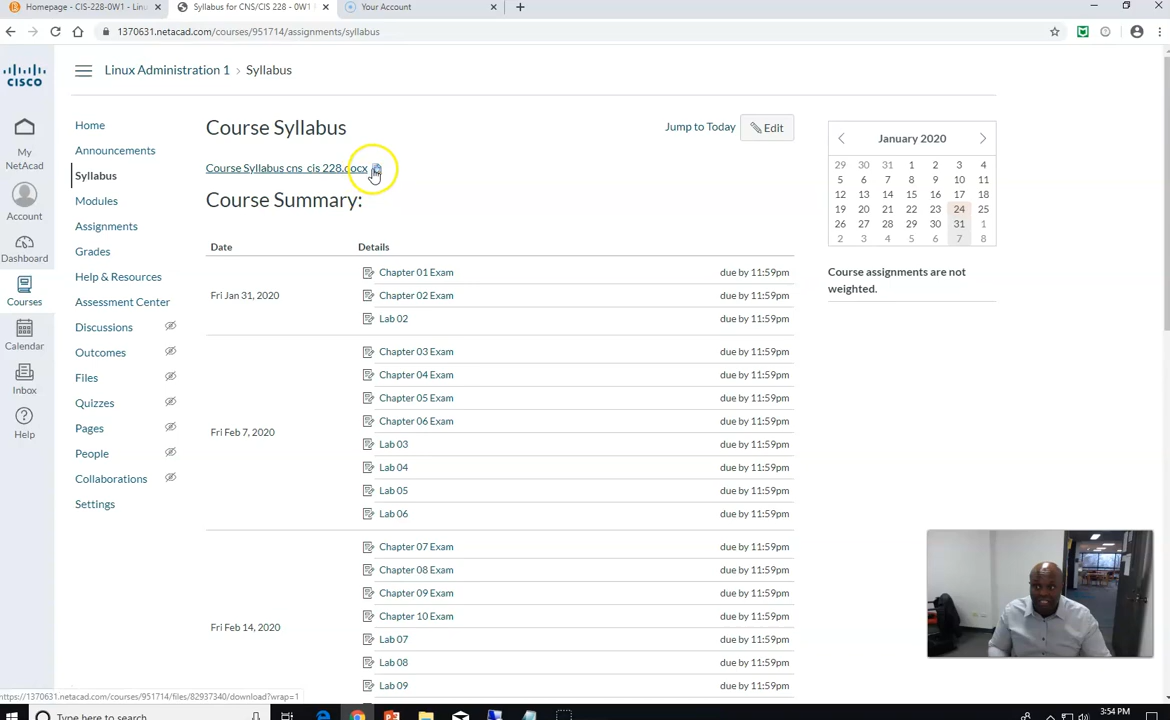 Homepage - CIS-228-0W1 - Lin
Syllabus for CNS/CIS 228 - 0W1
Your Account
1370631.netacad.com/courses/951714/assignments/syllabus
CISCO
My NetAcad
Account
Dashboard
Courses
Calendar
Inbox
Help
Linux Administration 1 › Syllabus
Home
Announcements
Syllabus
Modules
Assignments
Grades
Help & Resources
Assessment Center
Discussions
Outcomes
Files
Quizzes
Pages
People
Collaborations
Settings
Course Syllabus
Jump to Today
Edit
Course Syllabus cns_cis 228.docx
Course Summary:
Date Details
Fri Jan 31, 2020
Chapter 01 Exam due by 11:59pm
Chapter 02 Exam due by 11:59pm
Lab 02 due by 11:59pm
Fri Feb 7, 2020
Chapter 03 Exam due by 11:59pm
Chapter 04 Exam due by 11:59pm
Chapter 05 Exam due by 11:59pm
Chapter 06 Exam due by 11:59pm
Lab 03 due by 11:59pm
Lab 04 due by 11:59pm
Lab 05 due by 11:59pm
Lab 06 due by 11:59pm
Fri Feb 14, 2020
Chapter 07 Exam due by 11:59pm
Chapter 08 Exam due by 11:59pm
Chapter 09 Exam due by 11:59pm
Chapter 10 Exam due by 11:59pm
Lab 07 due by 11:59pm
Lab 08 due by 11:59pm
Lab 09 due by 11:59pm
January 2020
29 30 31 1 2 3 4
5 6 7 8 9 10 11
12 13 14 15 16 17 18
19 20 21 22 23 24 25
26 27 28 29 30 31 1
2 3 4 5 6 7 8
Course assignments are not
weighted.
https://1370631.netacad.com/courses/951714/files/82937340/download?wrap=1
Type here to search
3:54 PM